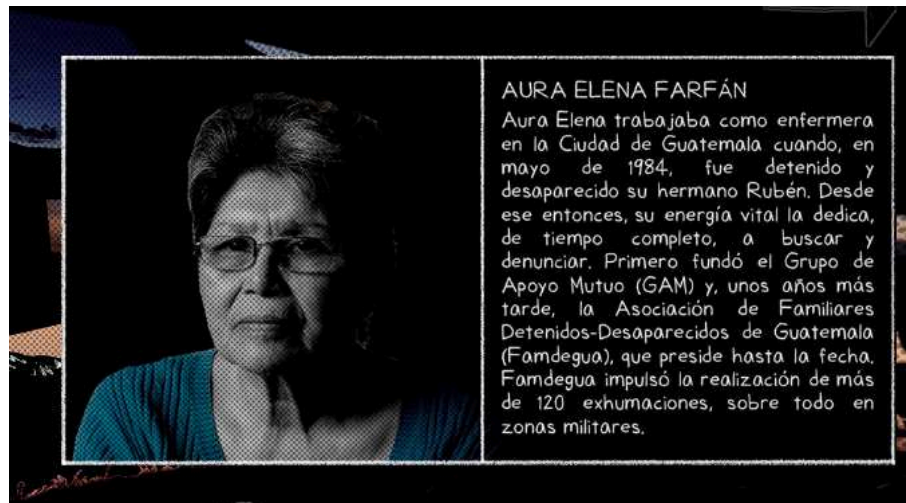 AURA ELENA FARFÁN
Aura Elena trabajaba como enfermera
en la Ciudad de Guatemala cuando, en
mayo de 1984, fue detenido y
desaparecido su hermano Rubén. Desde
ese entonces, su energía vital la dedica,
de tiempo completo, a buscar y
denunciar. Primero fundó el Grupo de
Apoyo Mutuo (GAM) y, unos años más
tarde, la Asociación de Familiares
Detenidos-Desaparecidos de Guatemala
(Famdegua), que preside hasta la fecha.
Famdegua impulsó la realización de más
de 120 exhumaciones, sobre todo en
zonas militares.